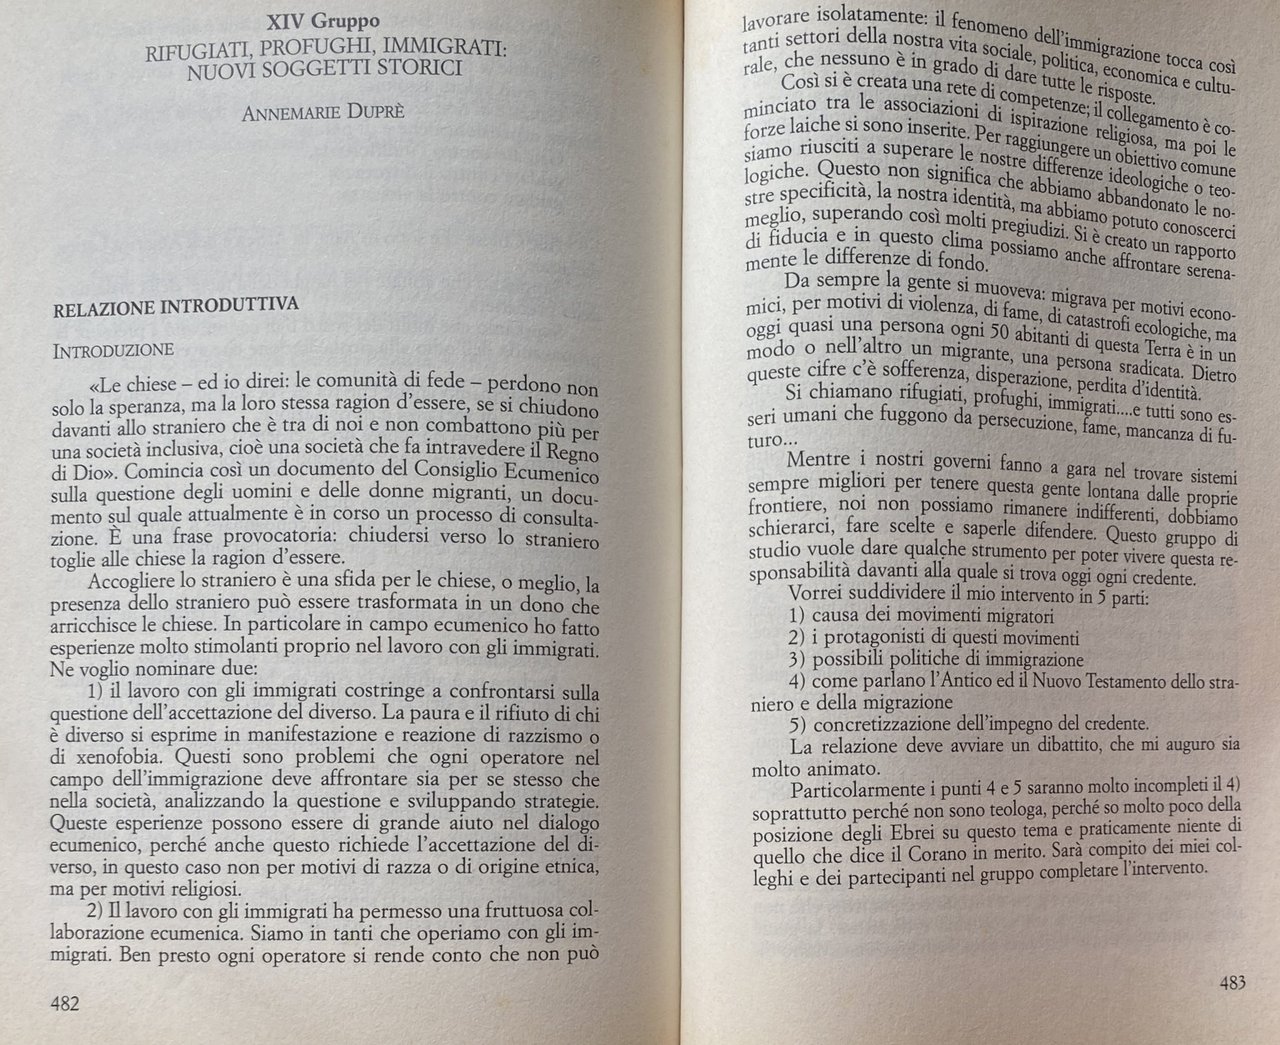 XIV Gruppo
RIFUGIATI, PROFUGHI, IMMIGRATI:
NUOVI SOGGETTI STORICI
ANNEMARIE DUPRÈ
RELAZIONE INTRODUTTIVA
INTRODUZIONE
«Le chiese – ed io direi: le comunità di fede – perdono non
solo la speranza, ma la loro stessa ragion d'essere, se si chiudono
davanti allo straniero che è tra di noi e non combattono più per
una società inclusiva, cioè una società che fa intravedere il Regno
di Dio». Comincia così un documento del Consiglio Ecumenico
sulla questione degli uomini e delle donne migranti, un docu-
mento sul quale attualmente è in corso un processo di consulta-
zione. È una frase provocatoria: chiudersi verso lo straniero
toglie alle chiese la ragion d'essere.
Accogliere lo straniero è una sfida per le chiese, o meglio, la
presenza dello straniero può essere trasformata in un dono che
arricchisce le chiese. In particolare in campo ecumenico ho fatto
esperienze molto stimolanti proprio nel lavoro con gli immigrati.
Ne voglio nominare due:
1) il lavoro con gli immigrati costringe a confrontarsi sulla
questione dell'accettazione del diverso. La paura e il rifiuto di chi
è diverso si esprime in manifestazione e reazione di razzismo o
di xenofobia. Questi sono problemi che ogni operatore nel
campo dell'immigrazione deve affrontare sia per se stesso che
nella società, analizzando la questione e sviluppando strategie.
Queste esperienze possono essere di grande aiuto nel dialogo
ecumenico, perché anche questo richiede l'accettazione del di-
verso, in questo caso non per motivi di razza o di origine etnica,
ma per motivi religiosi.
2) Il lavoro con gli immigrati ha permesso una fruttuosa col-
laborazione ecumenica. Siamo in tanti che operiamo con gli im-
migrati. Ben presto ogni operatore si rende conto che non può
482
lavorare isolatamente: il fenomeno dell'immigrazione tocca così
tanti settori della nostra vita sociale, politica, economica e cultu-
rale, che nessuno è in grado di dare tutte le risposte.
Così si è creata una rete di competenze; il collegamento è co-
minciato tra le associazioni di ispirazione religiosa, ma poi le
forze laiche si sono inserite. Per raggiungere un obiettivo comune
siamo riusciti a superare le nostre differenze ideologiche o teo-
logiche. Questo non significa che abbiamo abbandonato le no-
stre specificità, la nostra identità, ma abbiamo potuto conoscerci
meglio, superando così molti pregiudizi. Si è creato un rapporto
di fiducia e in questo clima possiamo anche affrontare serena-
mente le differenze di fondo.
Da sempre la gente si muoveva: migrava per motivi econo-
mici, per motivi di violenza, di fame, di catastrofi ecologiche, ma
oggi quasi una persona ogni 50 abitanti di questa Terra è in un
modo o nell'altro un migrante, una persona sradicata. Dietro
queste cifre c'è sofferenza, disperazione, perdita d'identità.
Si chiamano rifugiati, profughi, immigrati....e tutti sono es-
seri umani che fuggono da persecuzione, fame, mancanza di fu-
turo...
Mentre i nostri governi fanno a gara nel trovare sistemi
sempre migliori per tenere questa gente lontana dalle proprie
frontiere, noi non possiamo rimanere indifferenti, dobbiamo
schierarci, fare scelte e saperle difendere. Questo gruppo di
studio vuole dare qualche strumento per poter vivere questa re-
sponsabilità davanti alla quale si trova oggi ogni credente.
Vorrei suddividere il mio intervento in 5 parti:
1) causa dei movimenti migratori
2) i protagonisti di questi movimenti
3) possibili politiche di immigrazione
4) come parlano l'Antico ed il Nuovo Testamento dello stra-
niero e della migrazione
5) concretizzazione dell'impegno del credente.
La relazione deve avviare un dibattito, che mi auguro sia
molto animato.
Particolarmente i punti 4 e 5 saranno molto incompleti il 4)
soprattutto perché non sono teologa, perché so molto poco della
posizione degli Ebrei su questo tema e praticamente niente di
quello che dice il Corano in merito. Sarà compito dei miei col-
leghi e dei partecipanti nel gruppo completare l'intervento.
483